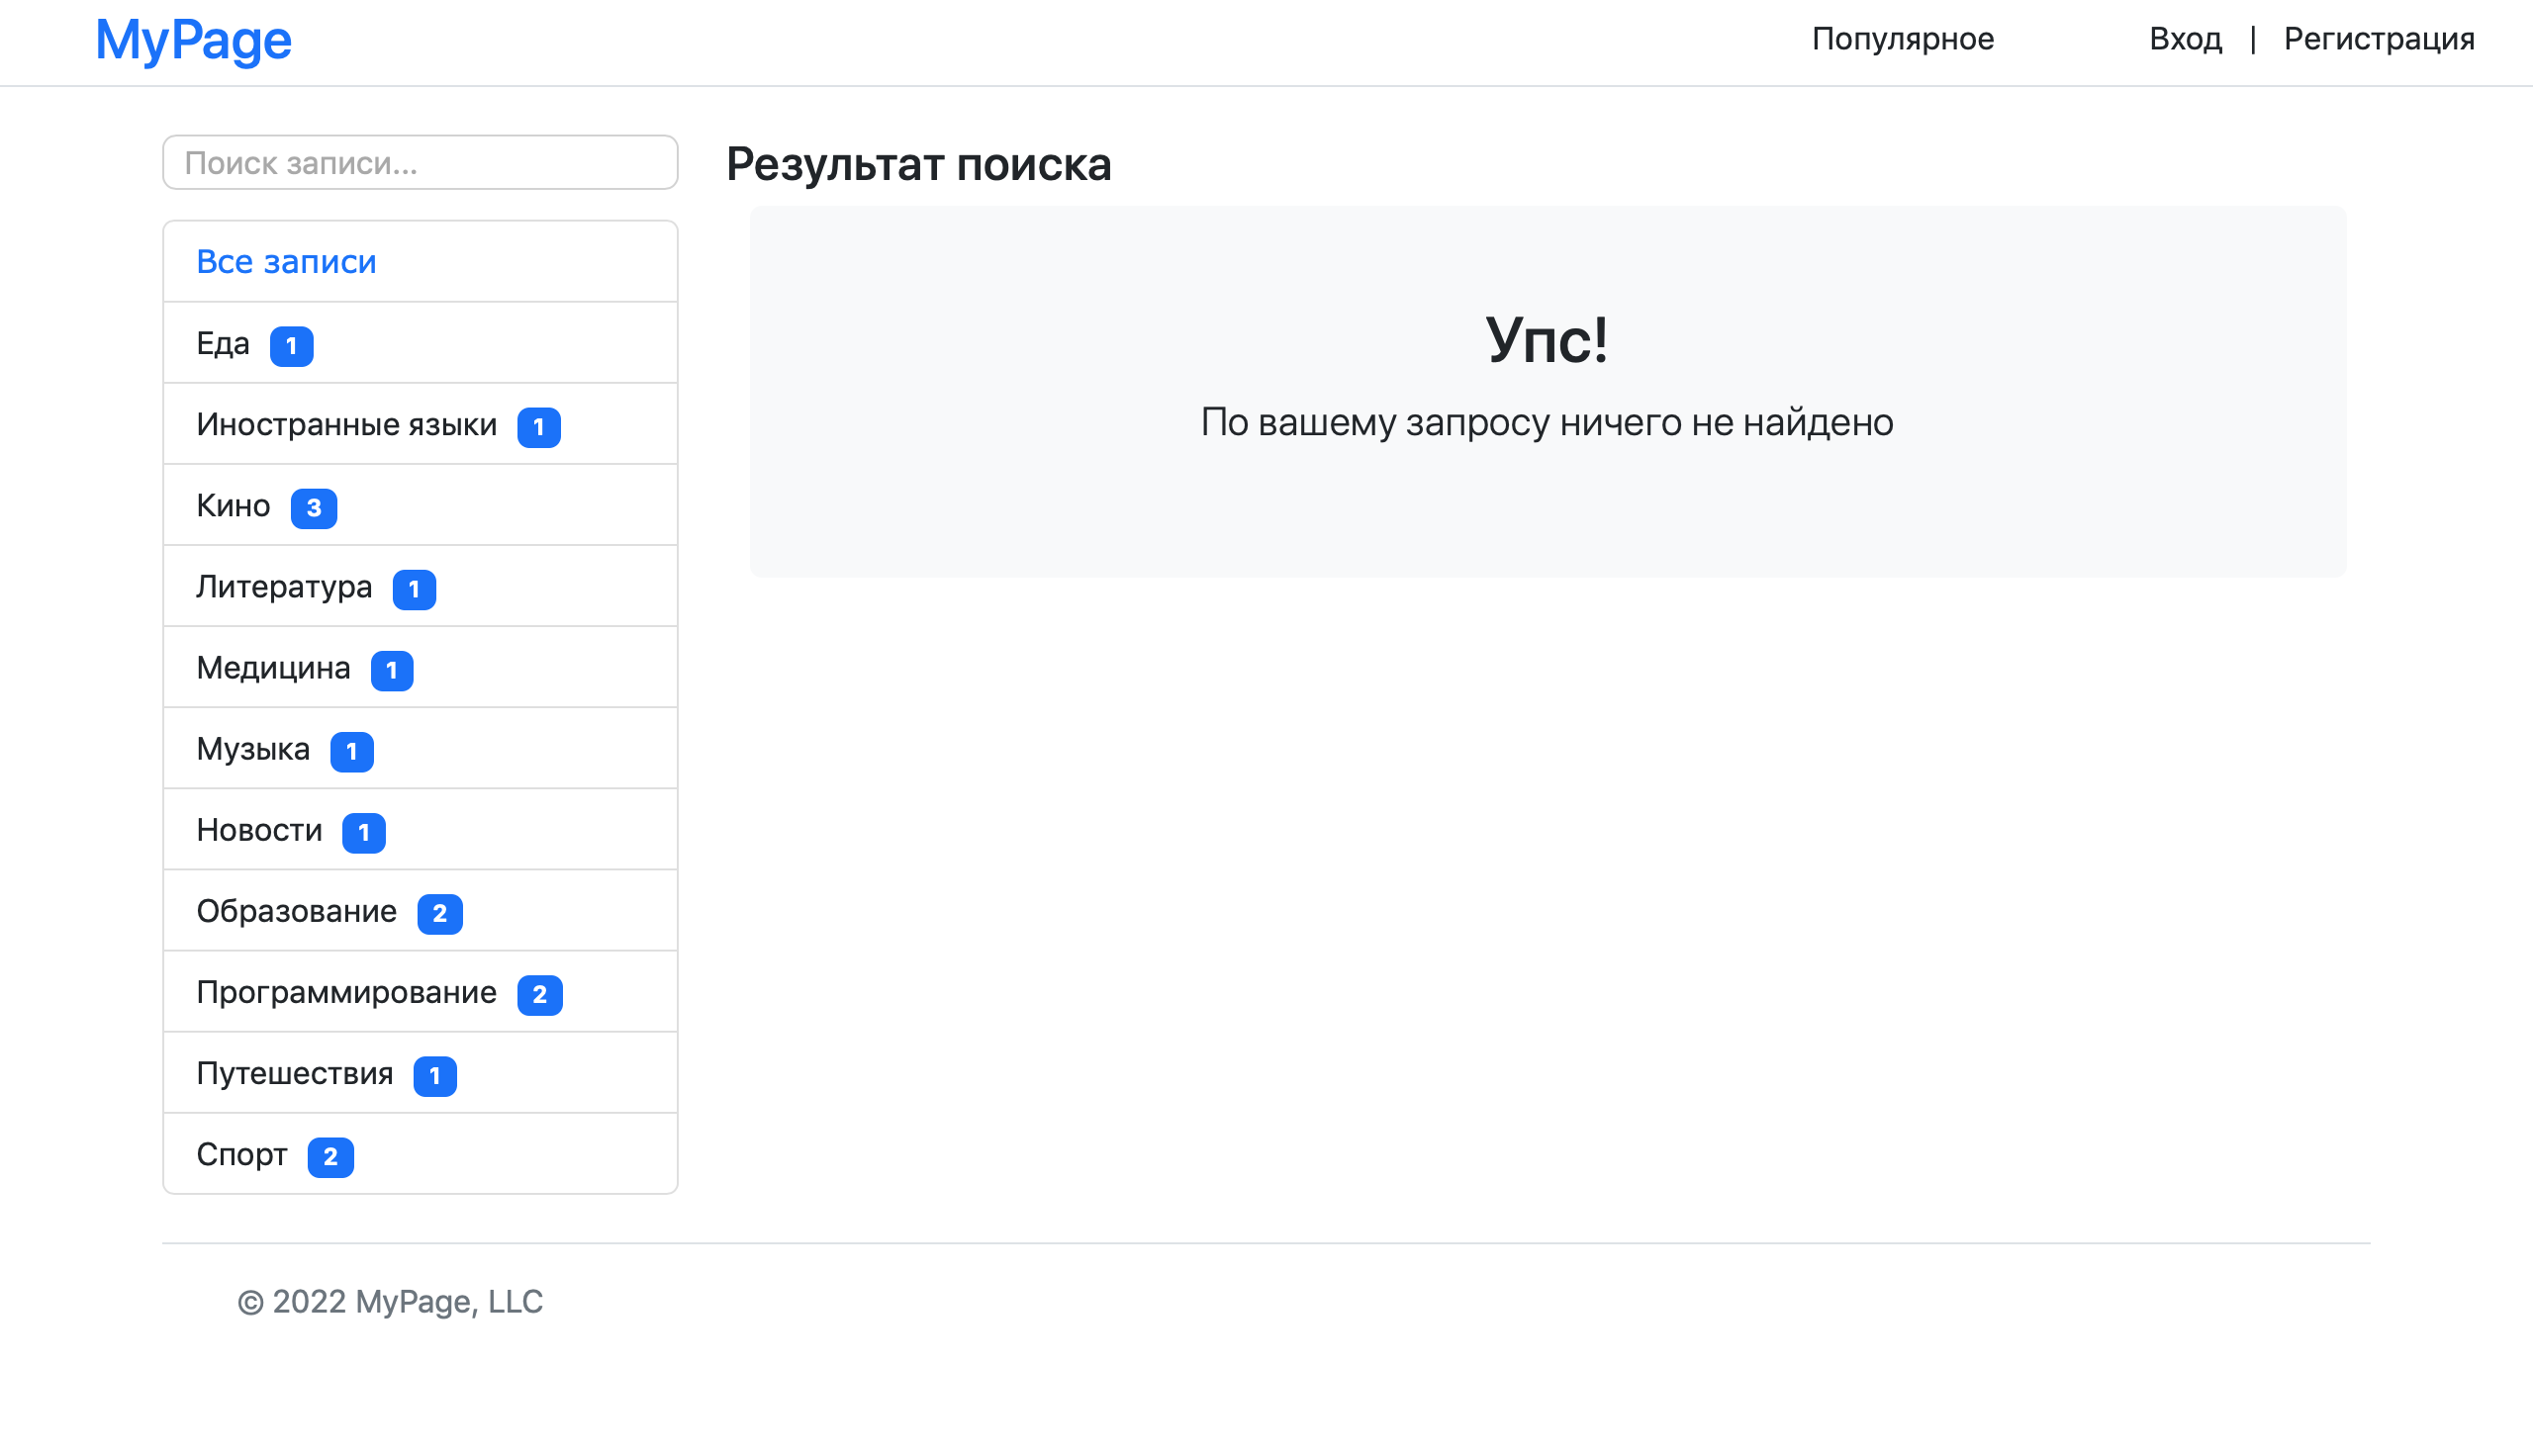 MyPage
Популярное
Вход | Регистрация
Поиск записи...
Все записи
Еда 1
Иностранные языки 1
Кино 3
Литература 1
Медицина 1
Музыка 1
Новости 1
Образование 2
Программирование 2
Путешествия 1
Спорт 2
Результат поиска
Упс!
По вашему запросу ничего не найдено
© 2022 MyPage, LLC